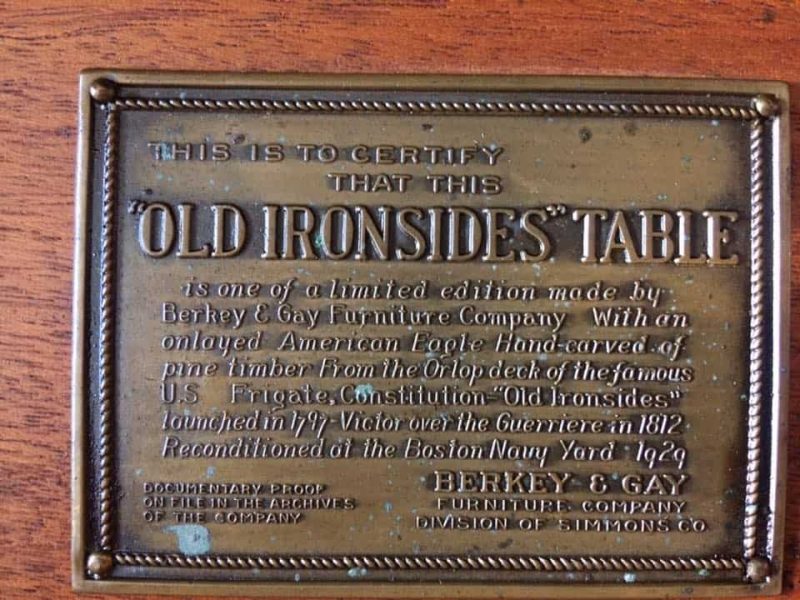 THIS IS TO CERTIFY
THAT THIS
"OLD IRONSIDES" TABLE
is one of a limited edition made by
Berkey & Gay Furniture Company With an
onlayed American Eagle Hand-carved of
pine timber From the Orlop deck of the famous
U.S Frigate, Constitution-"Old Ironsides"
launched in 1797-Victor over the Guerriere in 1812
Reconditioned at the Boston Navy Yard 1929
DOCUMENTARY PROOF
ON FILE IN THE ARCHIVES
OF THE COMPANY
BERKEY & GAY
FURNITURE COMPANY
DIVISION OF SIMMONS CO